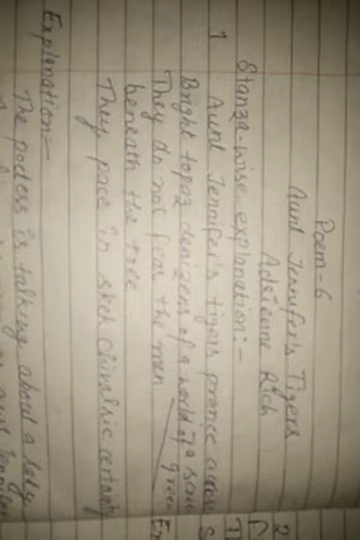 Poem-6
Aunt Jennifer's Tigers
Adrienne Rich
Stanza-wise explanation:-
1 Aunt Jennifer's tigers prance across
Bright topaz denizens of a world of a
green
They do not fear the men
beneath the tree
They pace in sleek chivalric certainty
Explanation:-
The poetess is talking about a lady